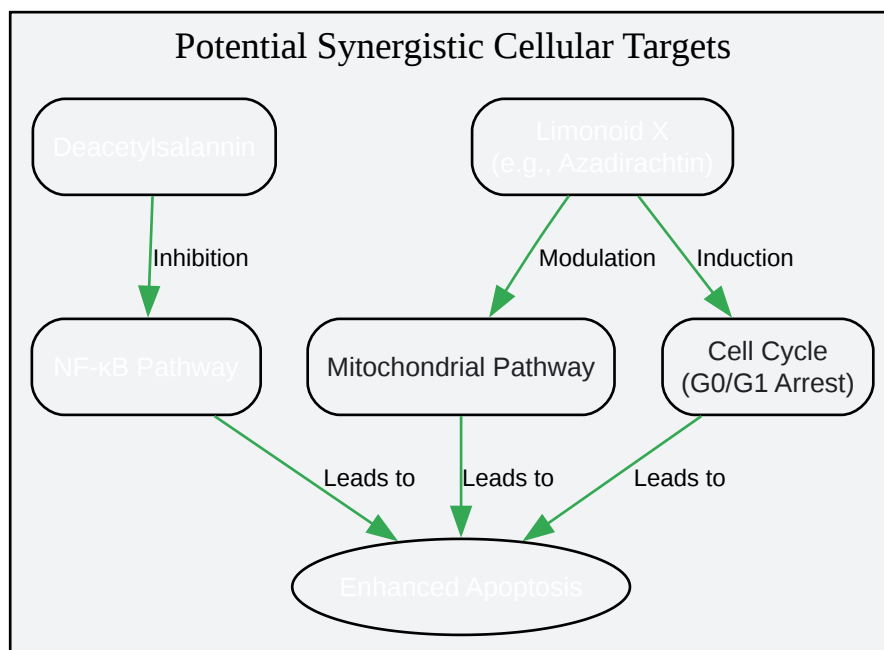 Potential Synergistic Cellular Targets
Deacetylsalannin
Limonoid X
(e.g., Azadirachtin)
Inhibition
Modulation
Induction
NF-κB Pathway
Mitochondrial Pathway
Cell Cycle
(G0/G1 Arrest)
Leads to
Leads to
Leads to
Enhanced Apoptosis